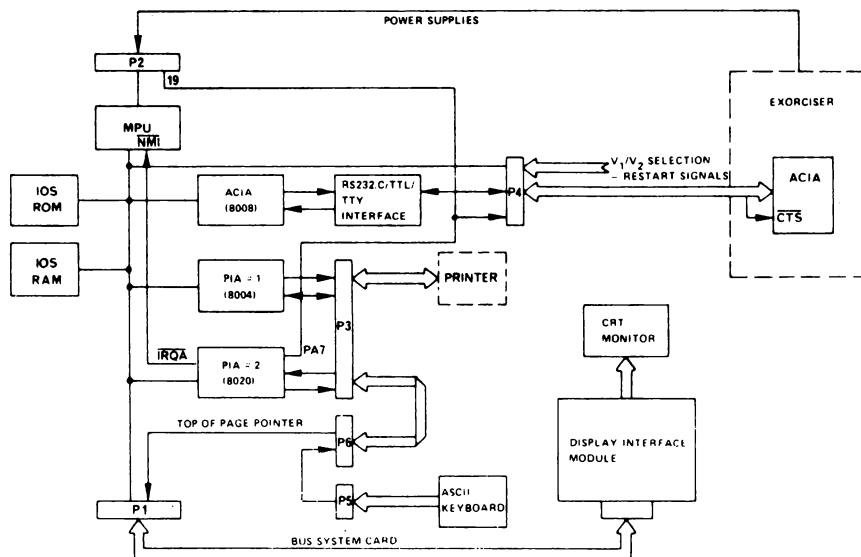 POWER SUPPLIES
P2
19
EXORCISER
MPU
NMI
V1/V2 SELECTION
– RESTART SIGNALS
IOS
ROM
ACIA
(8008)
RS232.C/TTL/
TTY
INTERFACE
P4
ACIA
CTS
IOS
RAM
PIA = 1
(8004)
PRINTER
P3
CRT
MONITOR
IRQA
PA7
PIA = 2
(8020)
TOP OF PAGE POINTER
P6
DISPLAY INTERFACE
MODULE
P5
ASCII
KEYBOARD
P1
BUS SYSTEM CARD